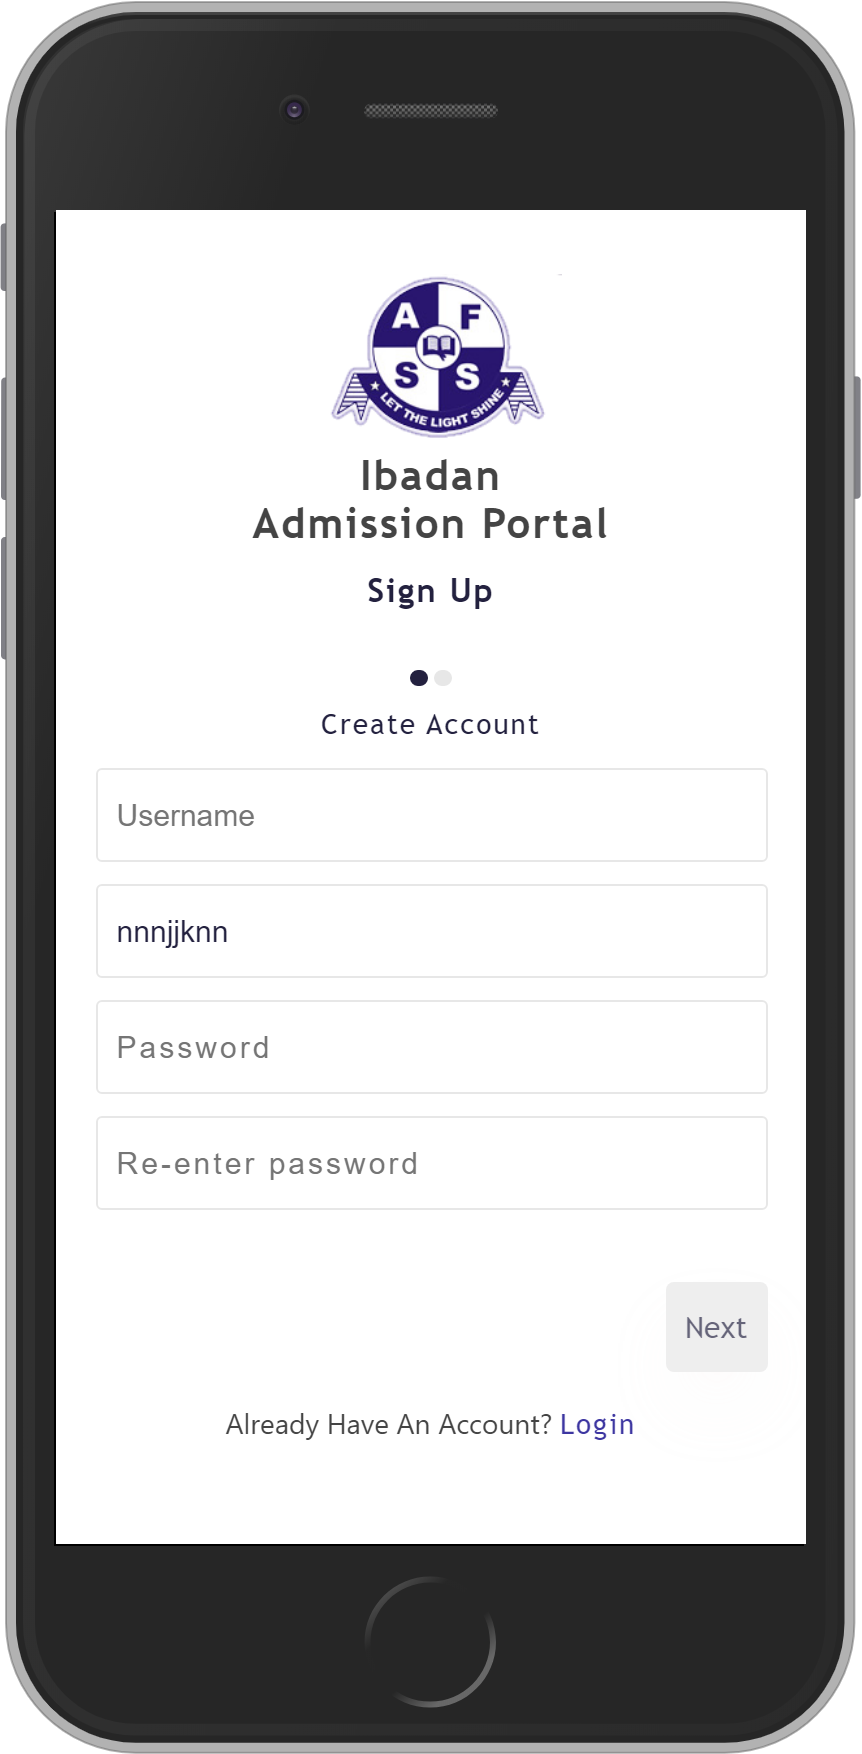 A F
S S
LET THE LIGHT SHINE
Ibadan
Admission Portal
Sign Up
Create Account
Username
nnnjjknn
Password
Re-enter password
Next
Already Have An Account? Login